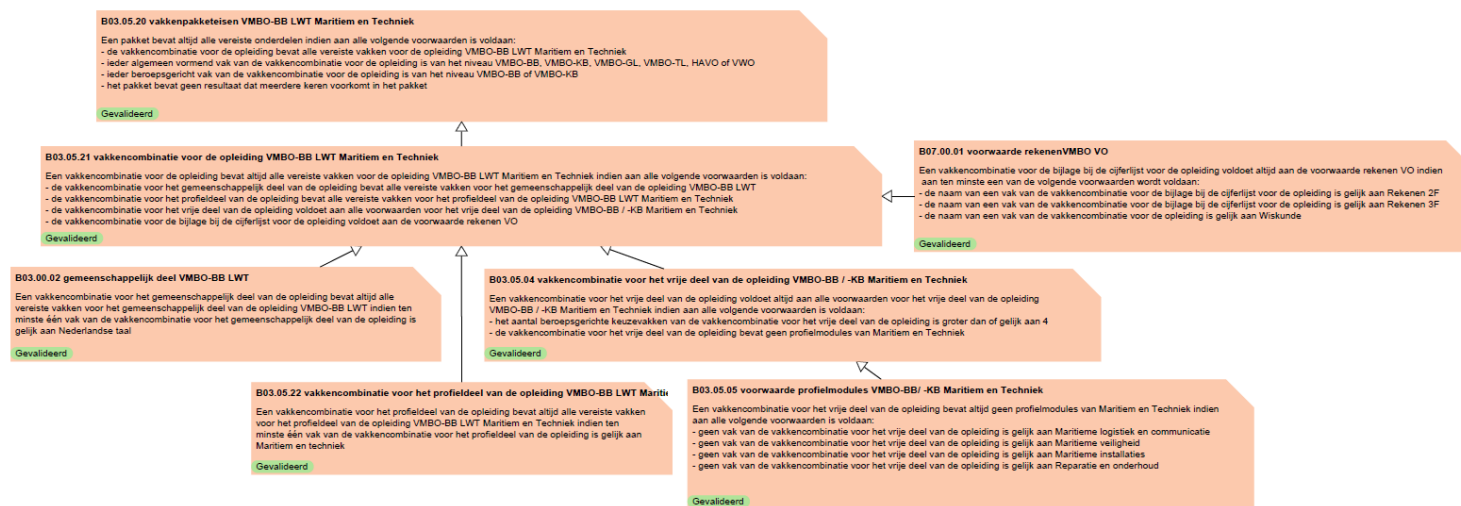 B03.05.20 vakkenpakketeisen VMBO-BB LWT Maritiem en Techniek
Een pakket bevat altijd alle vereiste onderdelen indien aan alle volgende voorwaarden is voldaan:
- de vakkencombinatie voor de opleiding bevat alle vereiste vakken voor de opleiding VMBO-BB LWT Maritiem en Techniek
- ieder algemeen vormend vak van de vakkencombinatie voor de opleiding is van het niveau VMBO-BB, VMBO-KB, VMBO-GL, VMBO-TL, HAVO of VWO
- ieder beroepsgericht vak van de vakkencombinatie voor de opleiding is van het niveau VMBO-BB of VMBO-KB
- het pakket bevat geen resultaat dat meerdere keren voorkomt in het pakket
Gevalideerd
B03.05.21 vakkencombinatie voor de opleiding VMBO-BB LWT Maritiem en Techniek
Een vakkencombinatie voor de opleiding bevat altijd alle vereiste vakken voor de opleiding VMBO-BB LWT Maritiem en Techniek indien aan alle volgende voorwaarden is voldaan:
- de vakkencombinatie voor het gemeenschappelijk deel van de opleiding bevat alle vereiste vakken voor het gemeenschappelijk deel van de opleiding VMBO-BB LWT
- de vakkencombinatie voor het profieldeel van de opleiding bevat alle vereiste vakken voor het profieldeel van de opleiding VMBO-BB LWT Maritiem en Techniek
- de vakkencombinatie voor het vrije deel van de opleiding voldoet aan alle voorwaarden voor het vrije deel van de opleiding VMBO-BB / -KB Maritiem en Techniek
- de vakkencombinatie voor de bijlage bij de cijferlijst voor de opleiding voldoet aan de voorwaarde rekenen VO
Gevalideerd
B07.00.01 voorwaarde rekenenVMBO VO
Een vakkencombinatie voor de bijlage bij de cijferlijst voor de opleiding voldoet altijd aan de voorwaarde rekenen VO indien
aan ten minste een van de volgende voorwaarden wordt voldaan:
- de naam van een vak van de vakkencombinatie voor de bijlage bij de cijferlijst voor de opleiding is gelijk aan Rekenen 2F
- de naam van een vak van de vakkencombinatie voor de bijlage bij de cijferlijst voor de opleiding is gelijk aan Rekenen 3F
- de naam van een vak van de vakkencombinatie voor de opleiding is gelijk aan Wiskunde
Gevalideerd
B03.00.02 gemeenschappelijk deel VMBO-BB LWT
Een vakkencombinatie voor het gemeenschappelijk deel van de opleiding bevat altijd alle
vereiste vakken voor het gemeenschappelijk deel van de opleiding VMBO-BB LWT indien ten
minste één vak van de vakkencombinatie voor het gemeenschappelijk deel van de opleiding is
gelijk aan Nederlandse taal
Gevalideerd
B03.05.04 vakkencombinatie voor het vrije deel van de opleiding VMBO-BB / -KB Maritiem en Techniek
Een vakkencombinatie voor het vrije deel van de opleiding voldoet altijd aan alle voorwaarden voor het vrije deel van de opleiding
VMBO-BB / -KB Maritiem en Techniek indien aan alle volgende voorwaarden is voldaan:
- het aantal beroepsgerichte keuzevakken van de vakkencombinatie voor het vrije deel van de opleiding is groter dan of gelijk aan 4
- de vakkencombinatie voor het vrije deel van de opleiding bevat geen profielmodules van Maritiem en Techniek
Gevalideerd
B03.05.22 vakkencombinatie voor het profieldeel van de opleiding VMBO-BB LWT Maritie
Een vakkencombinatie voor het profieldeel van de opleiding bevat altijd alle vereiste vakken
voor het profieldeel van de opleiding VMBO-BB LWT Maritiem en Techniek indien ten
minste één vak van de vakkencombinatie voor het profieldeel van de opleiding is gelijk aan
Maritiem en techniek
Gevalideerd
B03.05.05 voorwaarde profielmodules VMBO-BB/ -KB Maritiem en Techniek
Een vakkencombinatie voor het vrije deel van de opleiding bevat altijd geen profielmodules van Maritiem en Techniek indien
aan alle volgende voorwaarden is voldaan:
- geen vak van de vakkencombinatie voor het vrije deel van de opleiding is gelijk aan Maritieme logistiek en communicatie
- geen vak van de vakkencombinatie voor het vrije deel van de opleiding is gelijk aan Maritieme veiligheid
- geen vak van de vakkencombinatie voor het vrije deel van de opleiding is gelijk aan Maritieme installaties
- geen vak van de vakkencombinatie voor het vrije deel van de opleiding is gelijk aan Reparatie en onderhoud
Gevalideerd